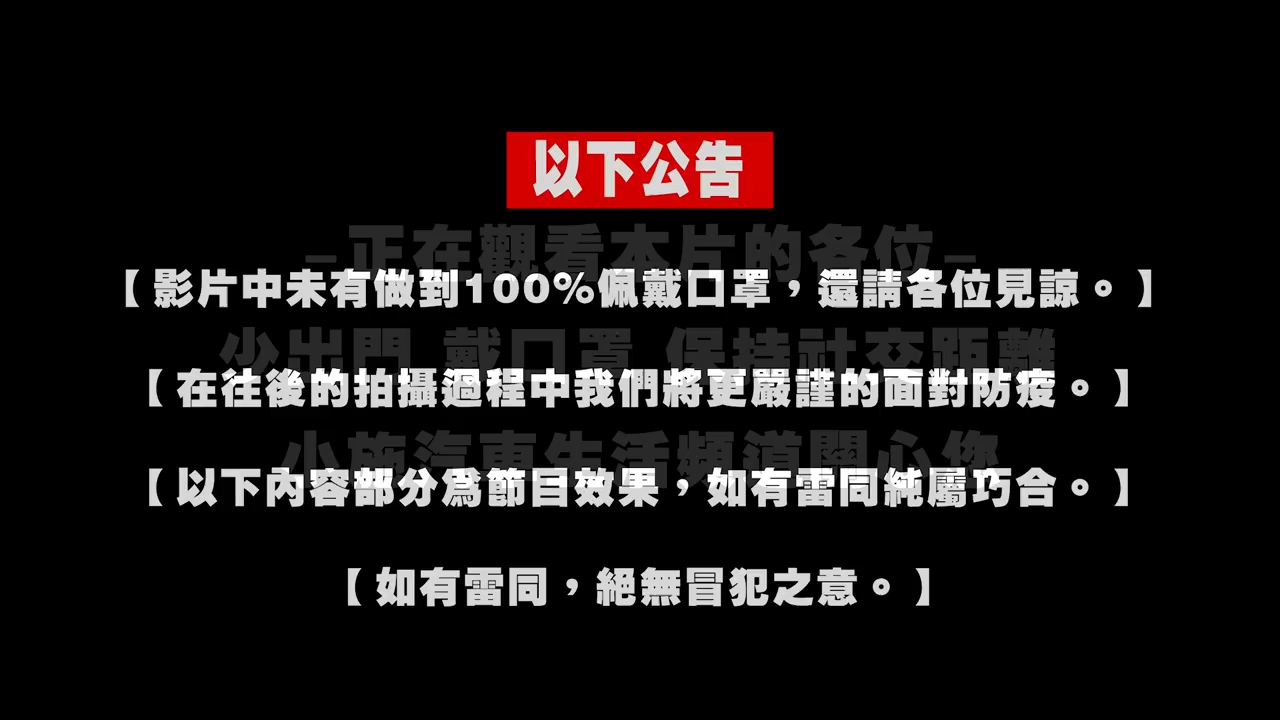 以下公告
-正在觀看本片的各位-
【影片中未有做到100%佩戴口罩，還請各位見諒。】
少出門 戴口罩 保持社交距離
【在往後的拍攝過程中我們將更嚴謹的面對防疫。】
小施汽車生活頻道關心你
【以下內容部分為節目效果，如有雷同純屬巧合。】
【如有雷同，絕無冒犯之意。】